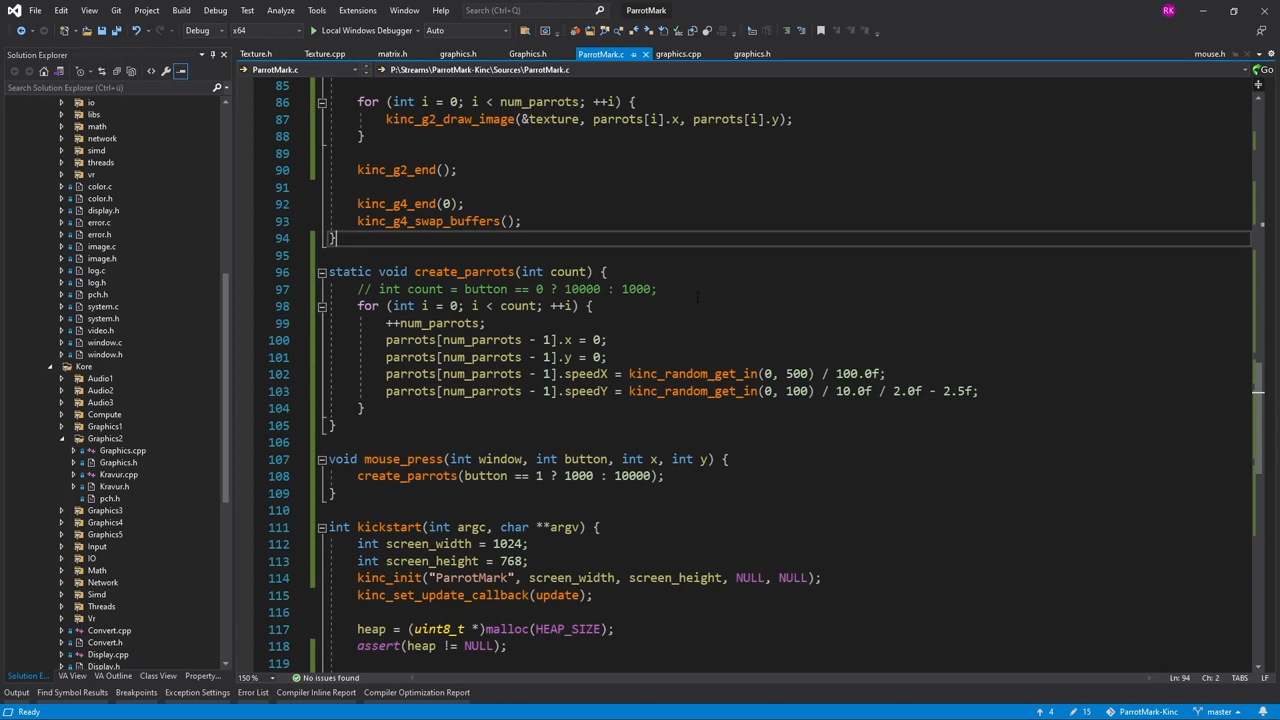 File Edit View Git Project Build Debug Test Analyze Tools Extensions Window Help Search (Ctrl+Q) ParrotMark RK
Debug x64 Local Windows Debugger Auto
Solution Explorer
Texture.h Texture.cpp matrix.h graphics.h Graphics.h ParrotMark.c graphics.cpp graphics.h mouse.h
ParrotMark.c P:\Streams\ParrotMark-Kinc\Sources\ParrotMark.c Go
Search Solution Explorer (Ctrl+ü)
io
libs
math
network
simd
threads
vr
color.c
color.h
display.h
error.c
error.h
image.c
image.h
log.c
log.h
pch.h
system.c
system.h
video.h
window.c
window.h
Kore
Audio1
Audio2
Audio3
Compute
Graphics1
Graphics2
Graphics.cpp
Graphics.h
Kravur.cpp
Kravur.h
pch.h
Graphics3
Graphics4
Graphics5
Input
IO
Math
Network
Simd
Threads
Vr
Convert.cpp
Convert.h
Display.cpp
Display.h
85
86 for (int i = 0; i < num_parrots; ++i) {
87 kinc_g2_draw_image(&texture, parrots[i].x, parrots[i].y);
88 }
89
90 kinc_g2_end();
91
92 kinc_g4_end(0);
93 kinc_g4_swap_buffers();
94 }
95
96 static void create_parrots(int count) {
97 // int count = button == 0 ? 10000 : 1000;
98 for (int i = 0; i < count; ++i) {
99 ++num_parrots;
100 parrots[num_parrots - 1].x = 0;
101 parrots[num_parrots - 1].y = 0;
102 parrots[num_parrots - 1].speedX = kinc_random_get_in(0, 500) / 100.0f;
103 parrots[num_parrots - 1].speedY = kinc_random_get_in(0, 100) / 10.0f / 2.0f - 2.5f;
104 }
105 }
106
107 void mouse_press(int window, int button, int x, int y) {
108 create_parrots(button == 1 ? 1000 : 10000);
109 }
110
111 int kickstart(int argc, char **argv) {
112 int screen_width = 1024;
113 int screen_height = 768;
114 kinc_init("ParrotMark", screen_width, screen_height, NULL, NULL);
115 kinc_set_update_callback(update);
116
117 heap = (uint8_t *)malloc(HEAP_SIZE);
118 assert(heap != NULL);
119
Solution E... VA View VA Outline Class View Property... 150 % No issues found Ln: 94 Ch: 2 TABS LF
Output Find Symbol Results Breakpoints Exception Settings Error List Compiler Inline Report Compiler Optimization Report
Ready 4 15 ParrotMark-Kinc master